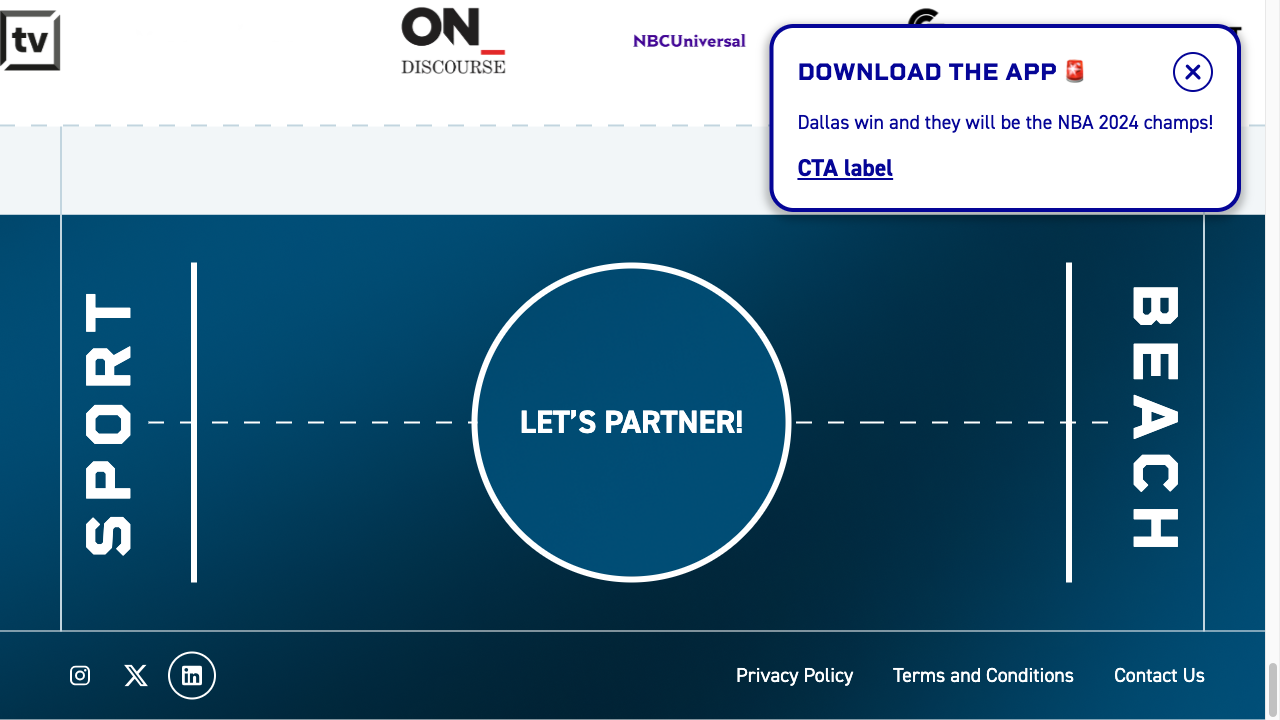 tv
ON_
DISCOURSE
NBCUniversal
DOWNLOAD THE APP
Dallas win and they will be the NBA 2024 champs!
CTA label
SPORT
LET'S PARTNER!
BEACH
Privacy Policy
Terms and Conditions
Contact Us